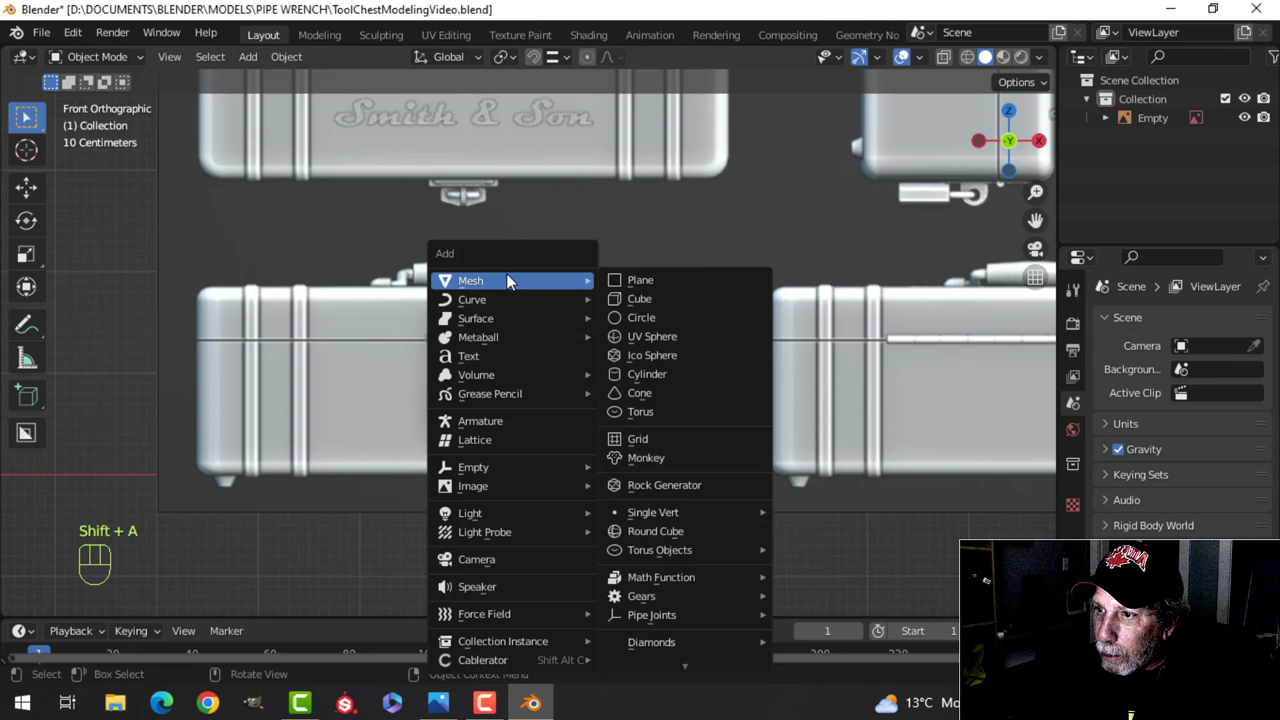 Blender* [D:\DOCUMENTS\BLENDER\MODELS\PIPE WRENCH\ToolChestModelingVideo.blend]
File Edit Render Window Help Layout Modeling Sculpting UV Editing Texture Paint Shading Animation Rendering Compositing Geometry No Scene ViewLayer
Object Mode View Select Add Object Global
Options
Front Orthographic
(1) Collection
10 Centimeters
Smith & Son
Z
-Y
X
Scene Collection
Collection
Empty
Add
Mesh
Curve
Surface
Metaball
Text
Volume
Grease Pencil
Armature
Lattice
Empty
Image
Light
Light Probe
Camera
Speaker
Force Field
Collection Instance
Cablerator Shift Alt C
Plane
Cube
Circle
UV Sphere
Ico Sphere
Cylinder
Cone
Torus
Grid
Monkey
Rock Generator
Single Vert
Round Cube
Torus Objects
Math Function
Gears
Pipe Joints
Diamonds
Scene ViewLayer
Scene
Camera
Backgroun..
Active Clip
Units
Gravity
Keying Sets
Audio
Rigid Body World
Shift + A
Playback Keying View Marker 1 Start
Select Box Select Rotate View Object Context Menu
13°C